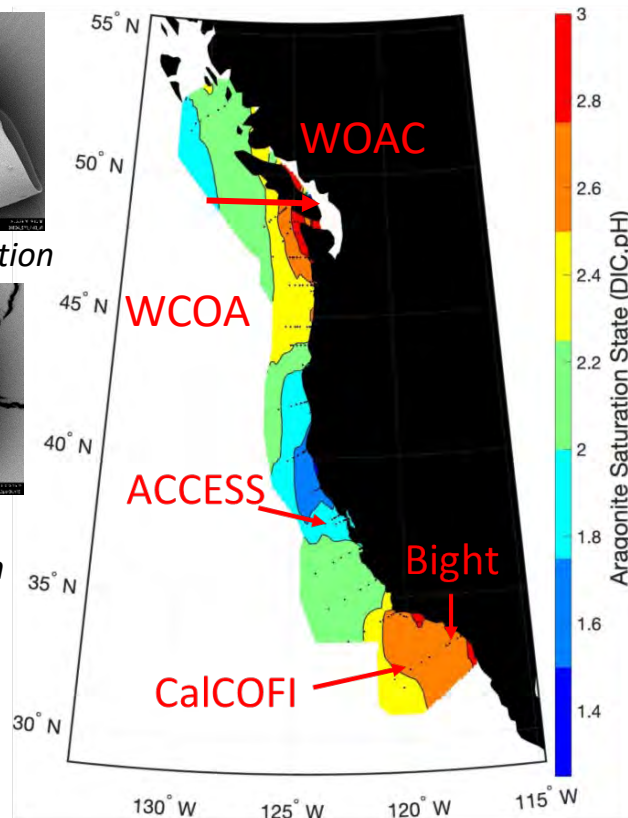 tion
n
55° N
50° N
45° N
40° N
35° N
30° N
130° W
125° W
120° W
115° W
WOAC
WCOA
ACCESS
Bight
CalCOFI
3
2.8
2.6
2.4
2.2
2
1.8
1.6
1.4
Aragonite Saturation State (DIC,pH)